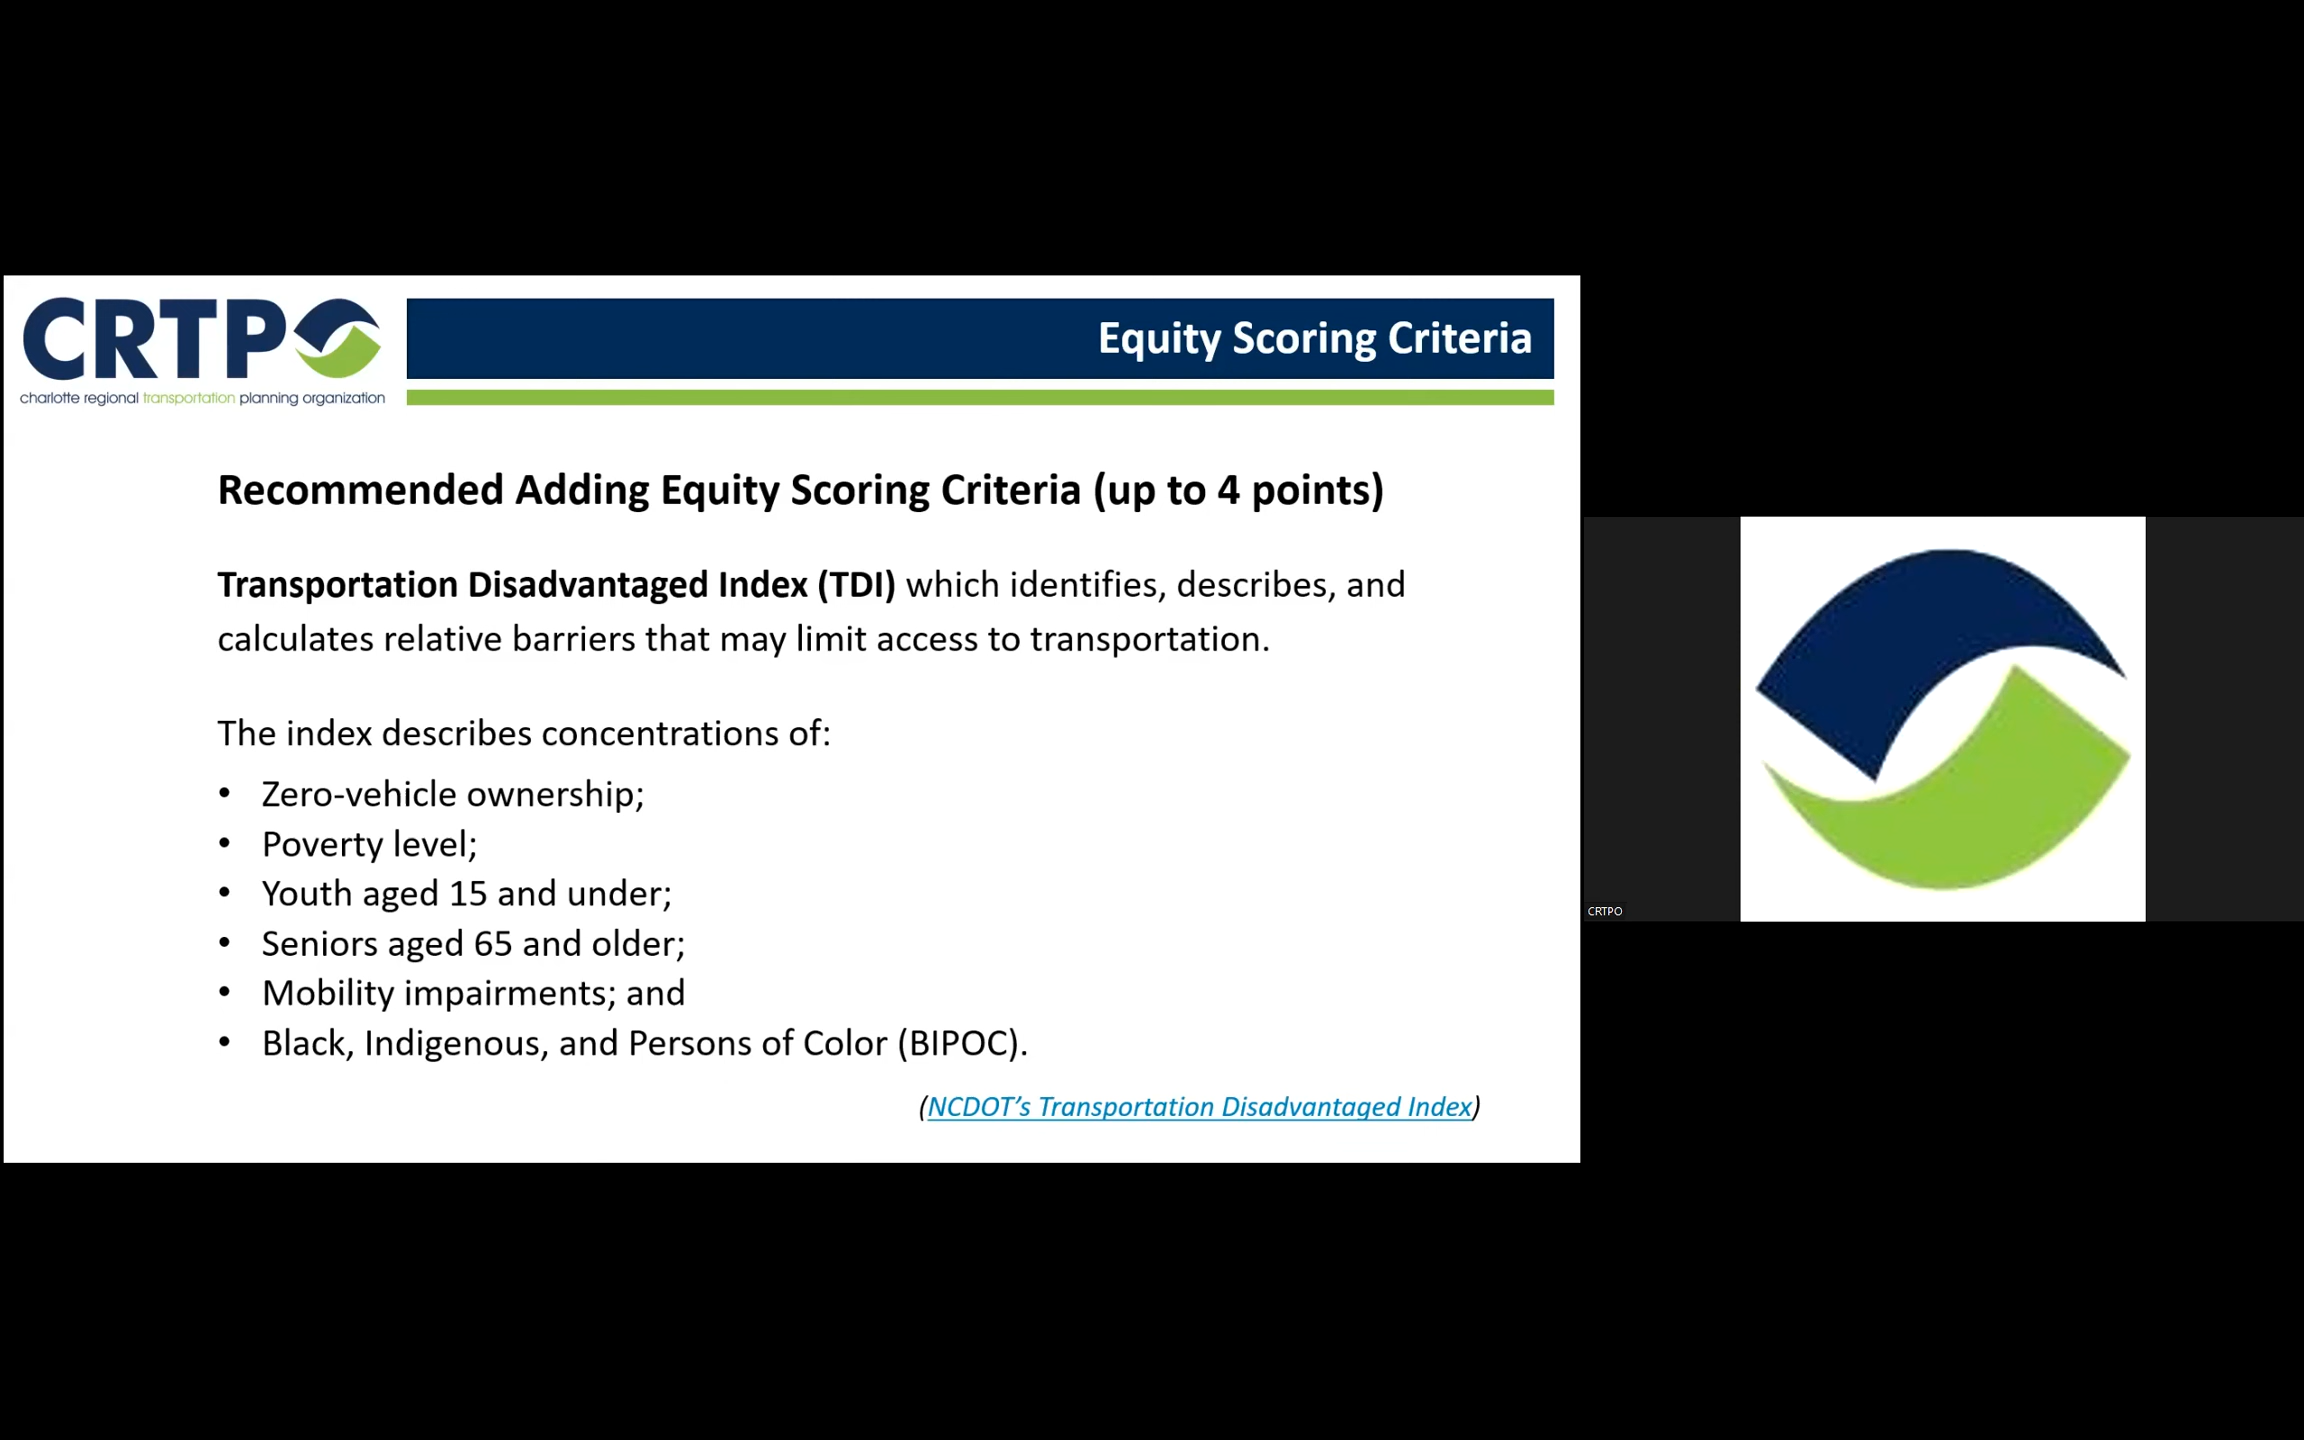 CRTPO
charlotte regional transportation planning organization
Equity Scoring Criteria
Recommended Adding Equity Scoring Criteria (up to 4 points)
Transportation Disadvantaged Index (TDI) which identifies, describes, and
calculates relative barriers that may limit access to transportation.
The index describes concentrations of:
• Zero-vehicle ownership;
• Poverty level;
• Youth aged 15 and under;
• Seniors aged 65 and older;
• Mobility impairments; and
• Black, Indigenous, and Persons of Color (BIPOC).
(NCDOT’s Transportation Disadvantaged Index)
CRTPO